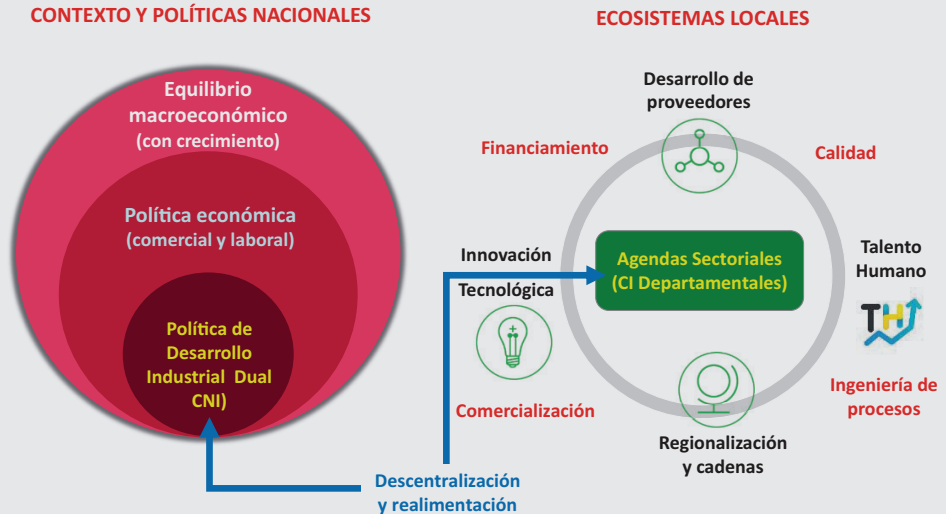 CONTEXTO Y POLÍTICAS NACIONALES
Equilibrio
macroeconómico
(con crecimiento)
Política económica
(comercial y laboral)
Política de
Desarrollo
Industrial Dual
CNI)
Descentralización
y realimentación
ECOSISTEMAS LOCALES
Desarrollo de
proveedores
Financiamiento
Calidad
Innovación
Tecnológica
Agendas Sectoriales
(CI Departamentales)
Talento
Humano
TH
Comercialización
Ingeniería de
procesos
Regionalización
y cadenas